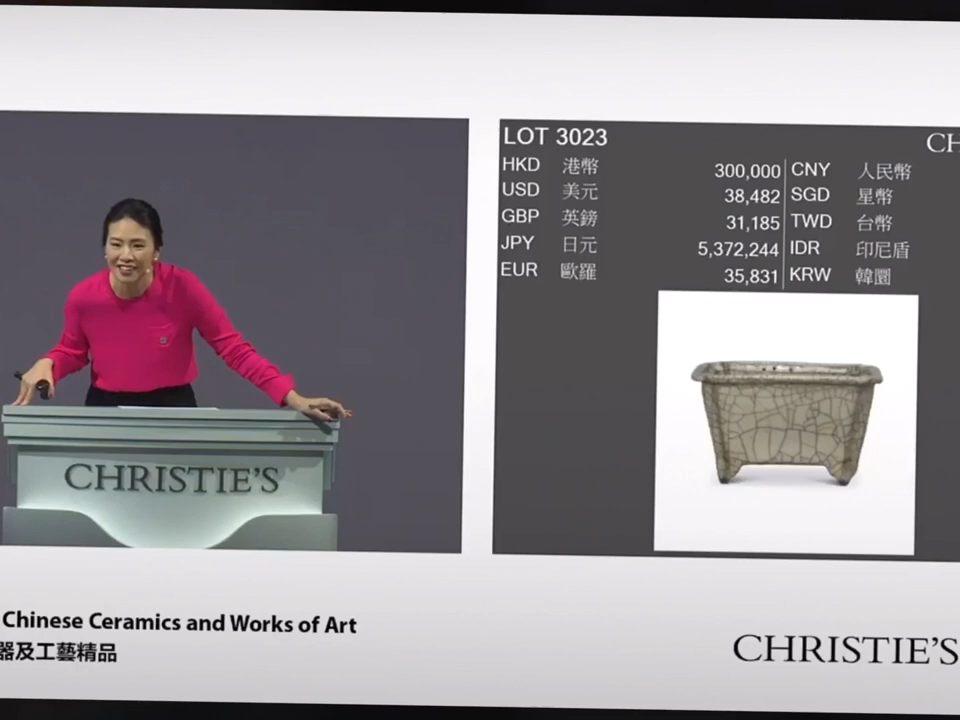 LOT 3023
CH
HKD 港幣 300,000 CNY 人民幣
USD 美元 38,482 SGD 星幣
GBP 英鎊 31,185 TWD 台幣
JPY 日元 5,372,244 IDR 印尼盾
EUR 歐羅 35,831 KRW 韓圜
CHRISTIE'S
Chinese Ceramics and Works of Art
器及工藝精品
CHRISTIE'S